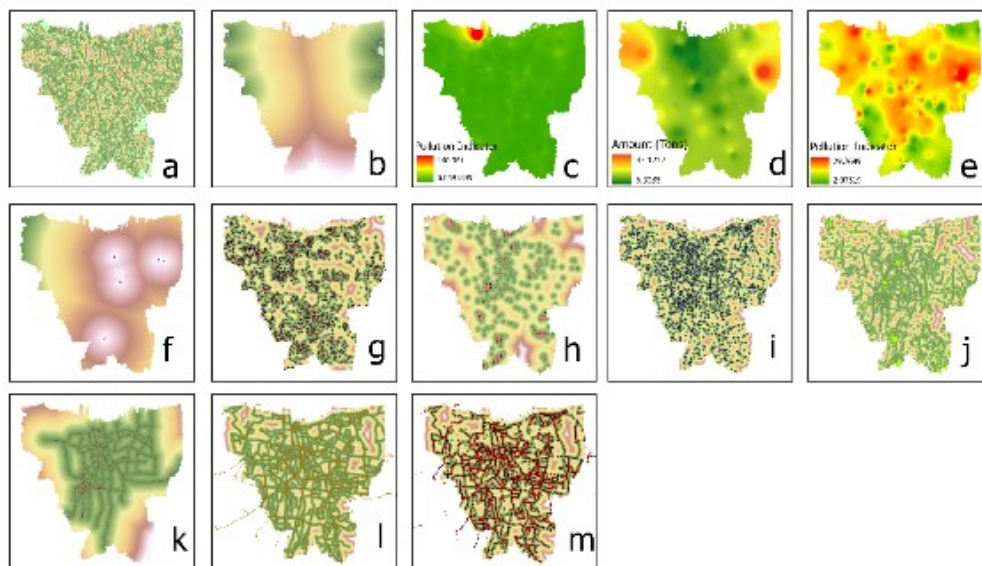 a
b
Pollution Indicator
c
Amount (Tons)
d
Pollution Indicator
e
f
g
h
i
j
k
l
m